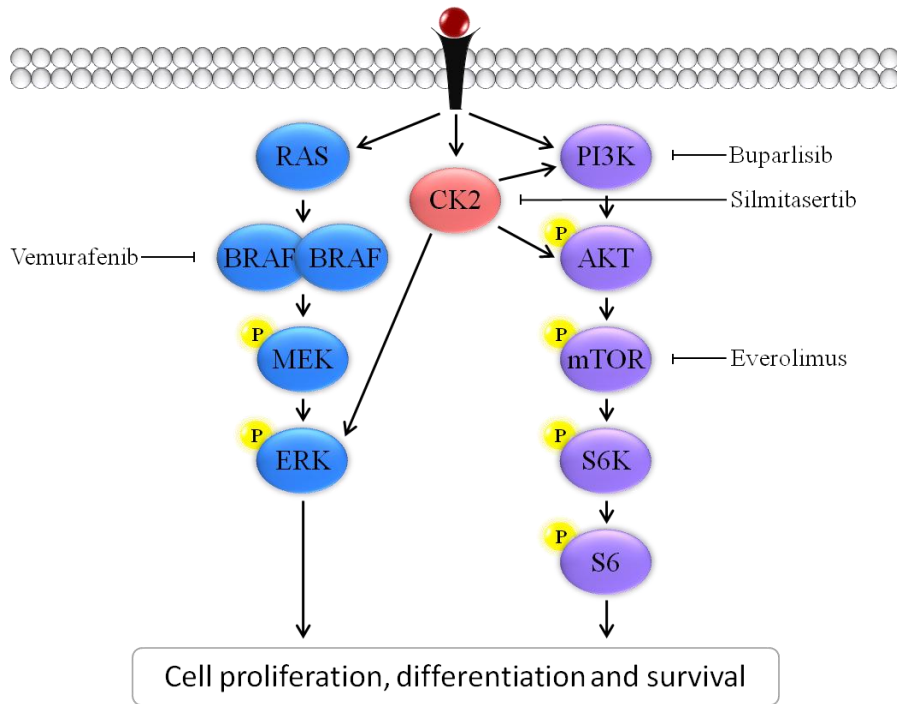 RAS
PI3K
Buparlisib
CK2
Silmitasertib
P
Vemurafenib
BRAF
BRAF
AKT
P
MEK
P
mTOR
Everolimus
P
ERK
P
S6K
P
S6
Cell proliferation, differentiation and survival